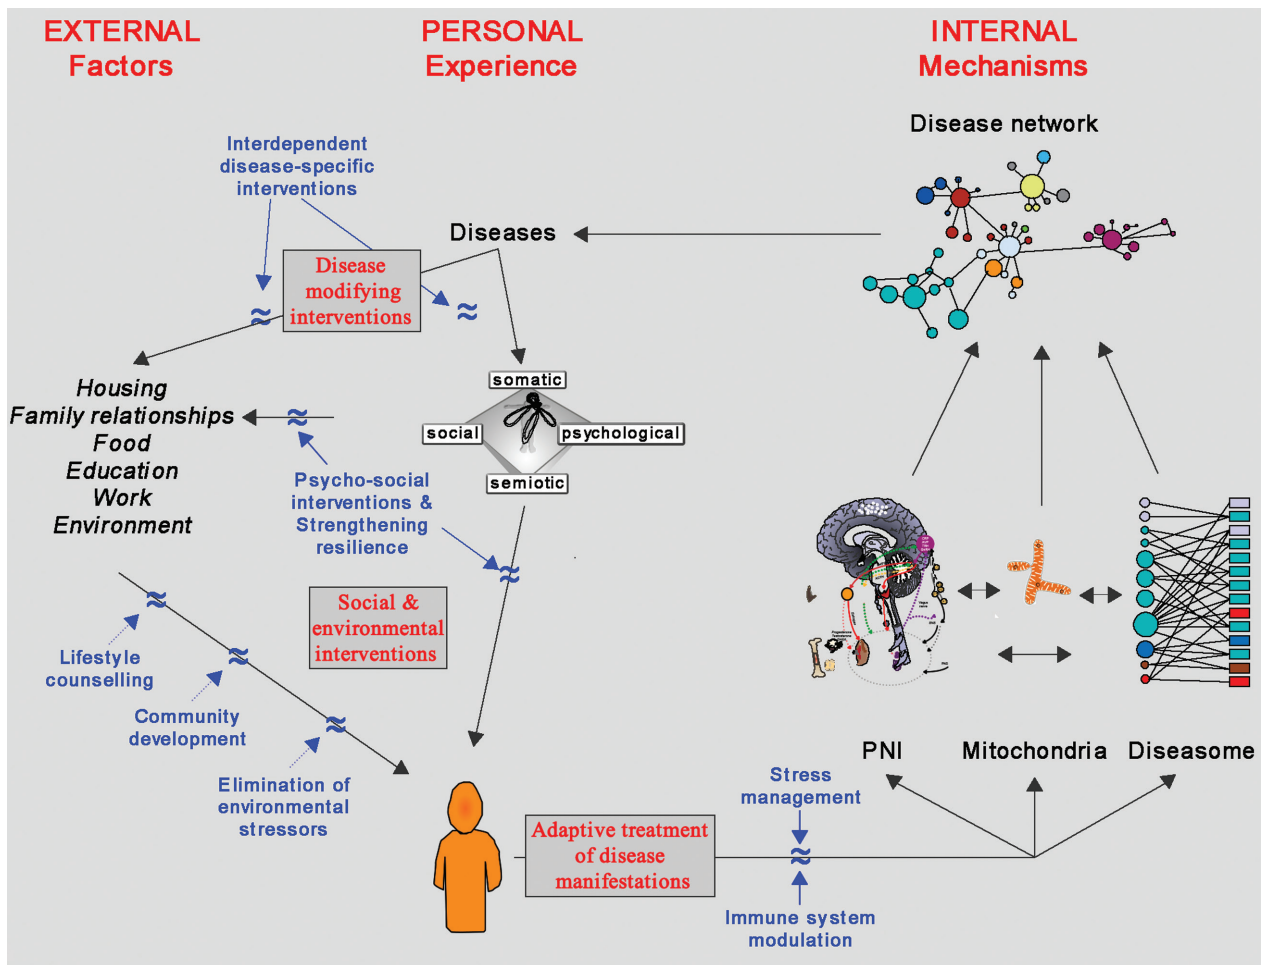 EXTERNAL
Factors
PERSONAL
Experience
INTERNAL
Mechanisms
Disease network
Interdependent
disease-specific
interventions
Diseases
Disease
modifying
interventions
Housing
Family relationships
Food
Education
Work
Environment
somatic
social
psychological
semiotic
Psycho-social
interventions &
Strengthening
resilience
Social &
environmental
interventions
Lifestyle
counselling
Community
development
Elimination of
environmental
stressors
PNI
Mitochondria
Diseasome
Stress
management
Adaptive treatment
of disease
manifestations
Immune system
modulation